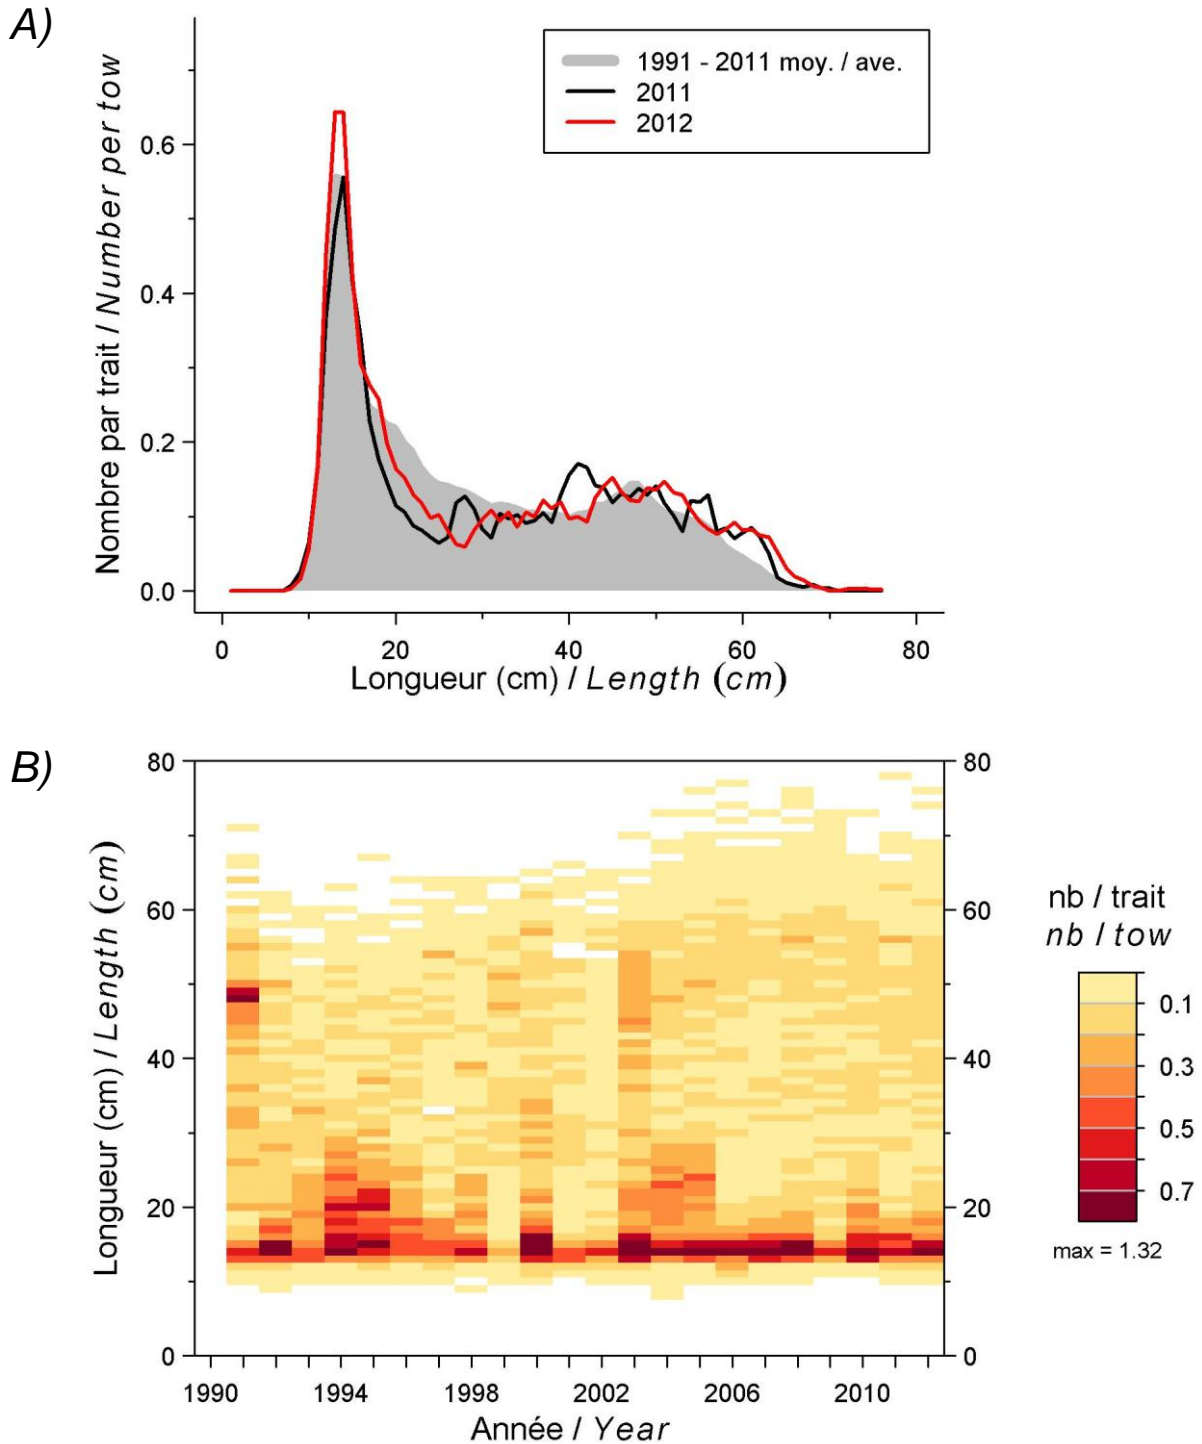 A)
Nombre par trait / Number per tow
0.6
0.4
0.2
0.0
1991 - 2011 moy. / ave.
2011
2012
0 20 40 60 80
Longueur (cm) / Length (cm)
B)
Longueur (cm) / Length (cm)
80
60
40
20
0
80
60
40
20
0
1990 1994 1998 2002 2006 2010
Année / Year
nb / trait
nb / tow
0.1
0.3
0.5
0.7
max = 1.32